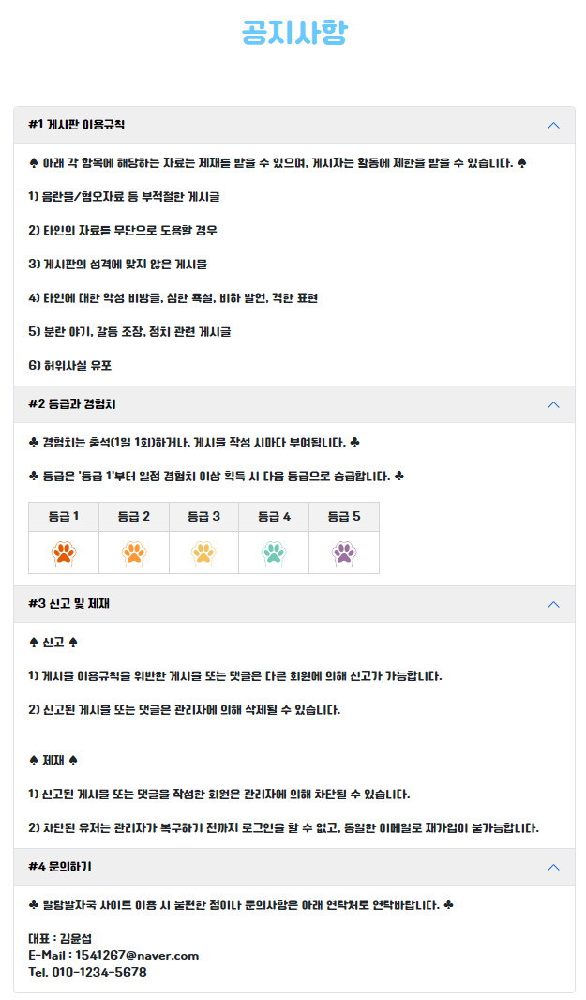 공지사항
#1 게시판 이용규칙
♠ 아래 각 항목에 해당하는 자료는 제재를 받을 수 있으며, 게시자는 활동에 제한을 받을 수 있습니다. ♠
1) 음란물/혐오자료 등 부적절한 게시글
2) 타인의 자료를 무단으로 도용할 경우
3) 게시판의 성격에 맞지 않은 게시물
4) 타인에 대한 악성 비방글, 심한 욕설, 비하 발언, 격한 표현
5) 분란 야기, 갈등 조장, 정치 관련 게시글
6) 허위사실 유포
#2 등급과 경험치
♣ 경험치는 출석(1일 1회)하거나, 게시물 작성 시마다 부여됩니다. ♣
♣ 등급은 '등급 1'부터 일정 경험치 이상 획득 시 다음 등급으로 승급합니다. ♣
등급 1 등급 2 등급 3 등급 4 등급 5
#3 신고 및 제재
♠ 신고 ♠
1) 게시물 이용규칙을 위반한 게시물 또는 댓글은 다른 회원에 의해 신고가 가능합니다.
2) 신고된 게시물 또는 댓글은 관리자에 의해 삭제될 수 있습니다.
♠ 제재 ♠
1) 신고된 게시물 또는 댓글을 작성한 회원은 관리자에 의해 차단될 수 있습니다.
2) 차단된 유저는 관리자가 복구하기 전까지 로그인을 할 수 없고, 동일한 이메일로 재가입이 불가능합니다.
#4 문의하기
♣ 말랑발자국 사이트 이용 시 불편한 점이나 문의사항은 아래 연락처로 연락바랍니다. ♣
대표 : 김윤섭
E-Mail : 1541267@naver.com
Tel. 010-1234-5678